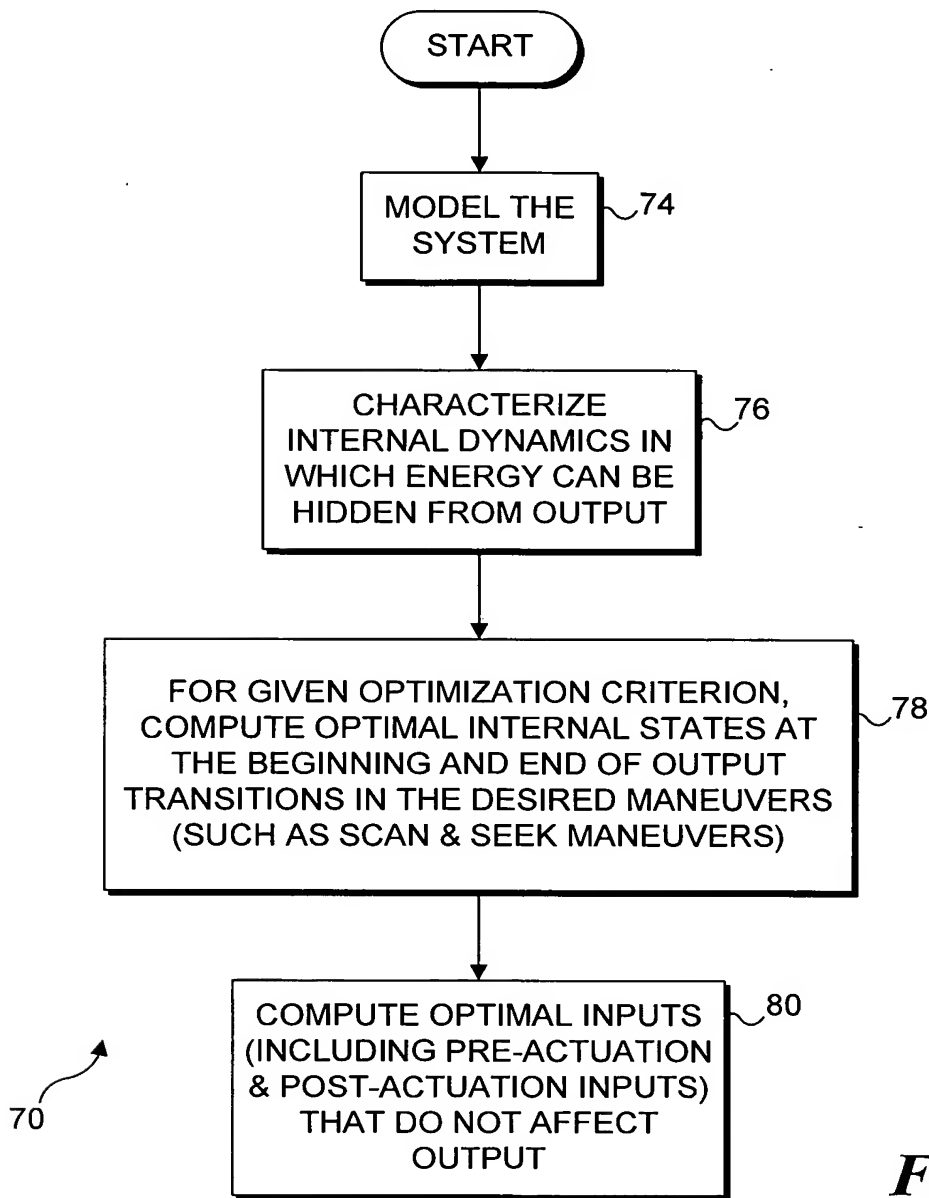 START
MODEL THE
SYSTEM
74
CHARACTERIZE
INTERNAL DYNAMICS IN
WHICH ENERGY CAN BE
HIDDEN FROM OUTPUT
76
FOR GIVEN OPTIMIZATION CRITERION,
COMPUTE OPTIMAL INTERNAL STATES AT
THE BEGINNING AND END OF OUTPUT
TRANSITIONS IN THE DESIRED MANEUVERS
(SUCH AS SCAN & SEEK MANEUVERS)
78
COMPUTE OPTIMAL INPUTS
(INCLUDING PRE-ACTUATION
& POST-ACTUATION INPUTS)
THAT DO NOT AFFECT
OUTPUT
80
70
F